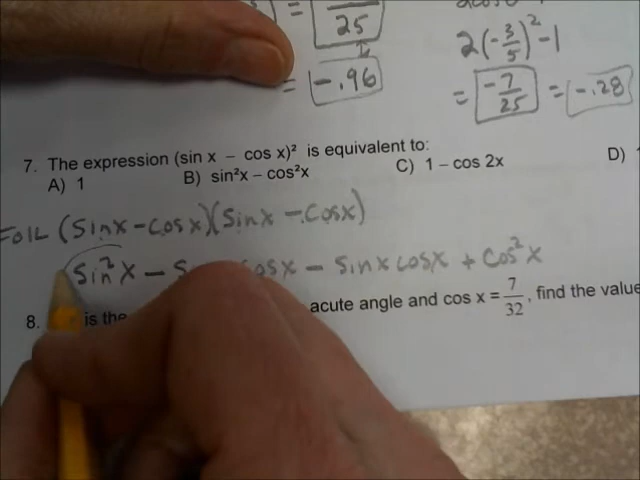 25
= -.96
2(-3/5)² -1
= -7/25 = -.28
7. The expression (sin x – cos x)² is equivalent to:
A) 1 B) sin²x – cos²x C) 1 – cos 2x D)
FOIL (sinx - cosx)(sinx - cosx)
sin²x - cosx - sinxcosx + cos²x
8. is the acute angle and cos x = 7/32, find the value